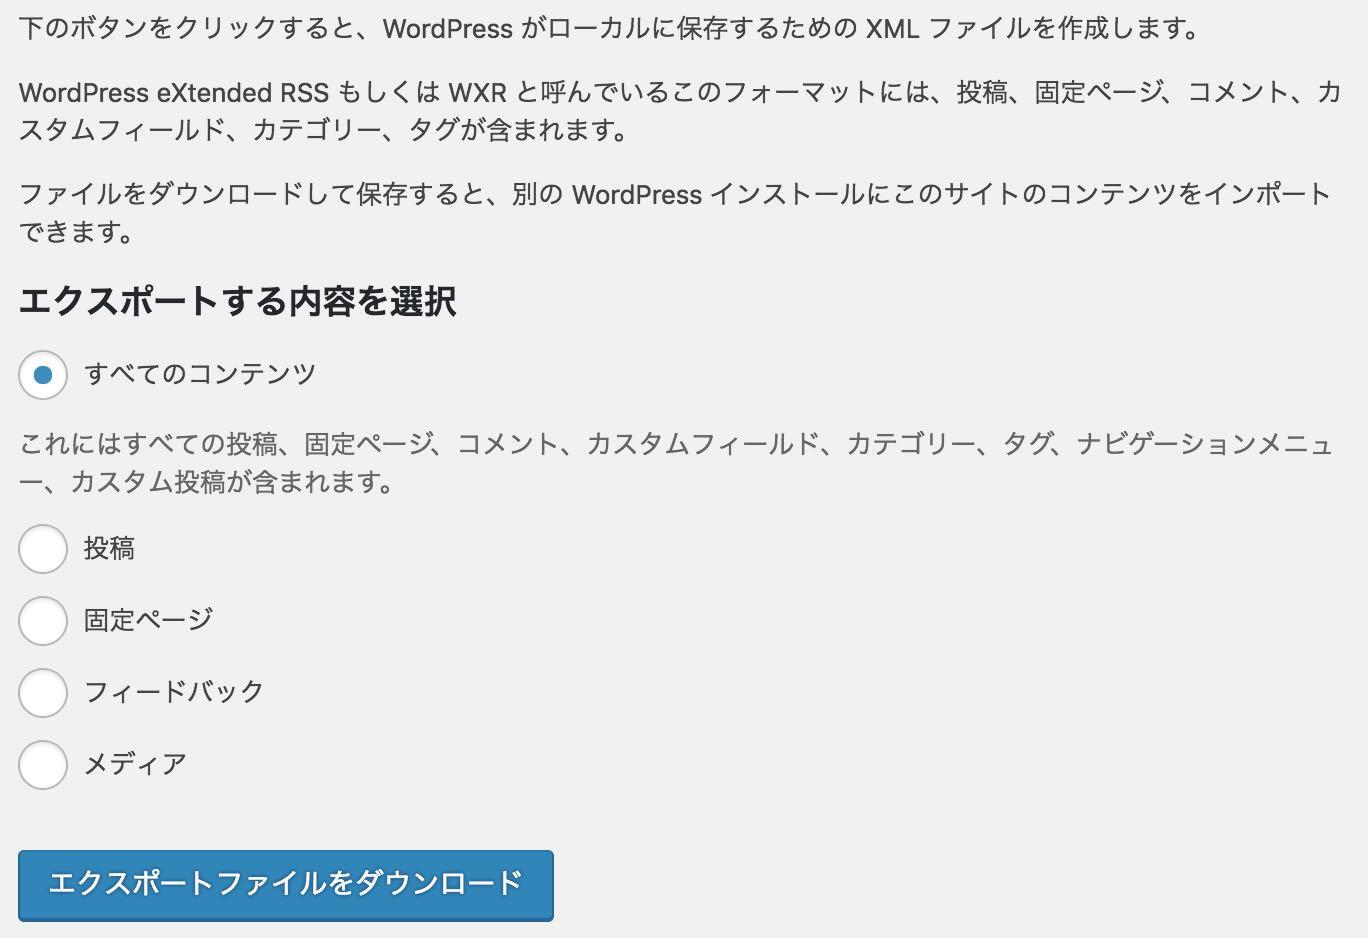 下のボタンをクリックすると、WordPress がローカルに保存するための XML ファイルを作成します。
WordPress eXtended RSS もしくは WXR と呼んでいるこのフォーマットには、投稿、固定ページ、コメント、カ
スタムフィールド、カテゴリー、タグが含まれます。
ファイルをダウンロードして保存すると、別の WordPress インストールにこのサイトのコンテンツをインポート
できます。
エクスポートする内容を選択
すべてのコンテンツ
これにはすべての投稿、固定ページ、コメント、カスタムフィールド、カテゴリー、タグ、ナビゲーションメニュ
ー、カスタム投稿が含まれます。
投稿
固定ページ
フィードバック
メディア
エクスポートファイルをダウンロード